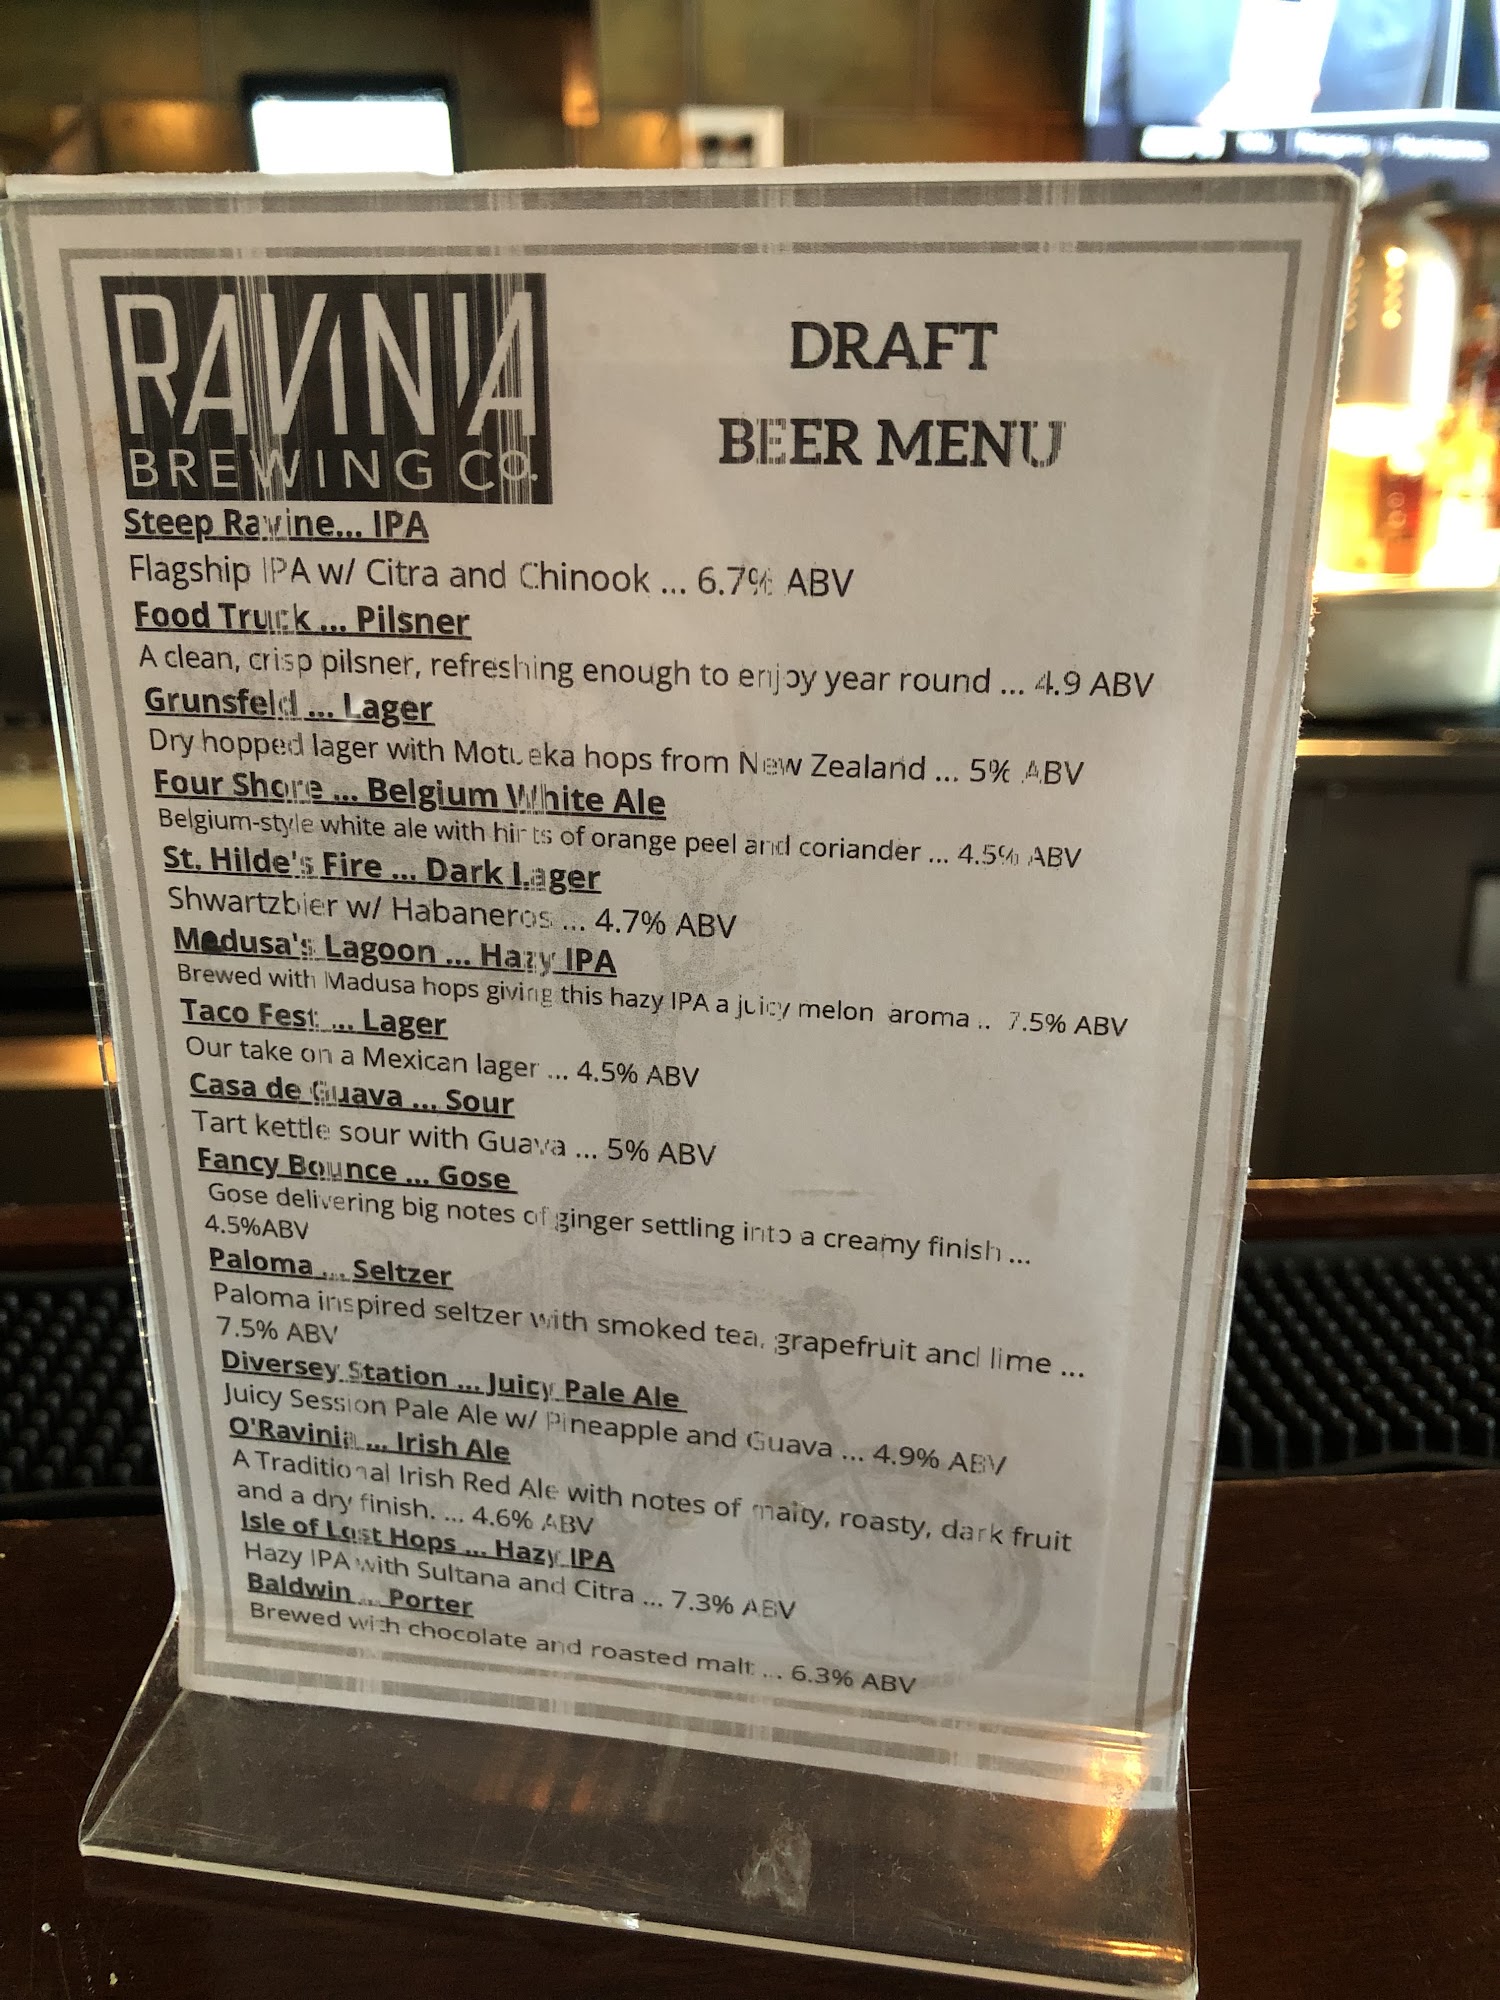 RAVINIA
BREWING CO.
DRAFT
BEER MENU
Steep Ravine... IPA
Flagship IPA w/ Citra and Chinook ... 6.7% ABV
Food Truck ... Pilsner
A clean, crisp pilsner, refreshing enough to enjoy year round ... 4.9 ABV
Grunsfeld ... Lager
Dry hopped lager with Motueka hops from New Zealand ... 5% ABV
Four Shore ... Belgium White Ale
Belgium-style white ale with hints of orange peel and coriander ... 4.5% ABV
St. Hilde's Fire ... Dark Lager
Shwartzbier w/ Habaneros ... 4.7% ABV
Medusa's Lagoon ... Hazy IPA
Brewed with Madusa hops giving this hazy IPA a juicy melon aroma .. 7.5% ABV
Taco Fest ... Lager
Our take on a Mexican lager ... 4.5% ABV
Casa de Guava ... Sour
Tart kettle sour with Guava ... 5% ABV
Fancy Bounce ... Gose
Gose delivering big notes of ginger settling into a creamy finish ...
4.5%ABV
Paloma ... Seltzer
Paloma inspired seltzer with smoked tea, grapefruit and lime ...
7.5% ABV
Diversey Station ... Juicy Pale Ale
Juicy Session Pale Ale w/ Pineapple and Guava ... 4.9% ABV
O'Ravinia ... Irish Ale
A Traditional Irish Red Ale with notes of malty, roasty, dark fruit
and a dry finish. ... 4.6% ABV
Isle of Lost Hops ... Hazy IPA
Hazy IPA with Sultana and Citra ... 7.3% ABV
Baldwin ... Porter
Brewed with chocolate and roasted malt ... 6.3% ABV